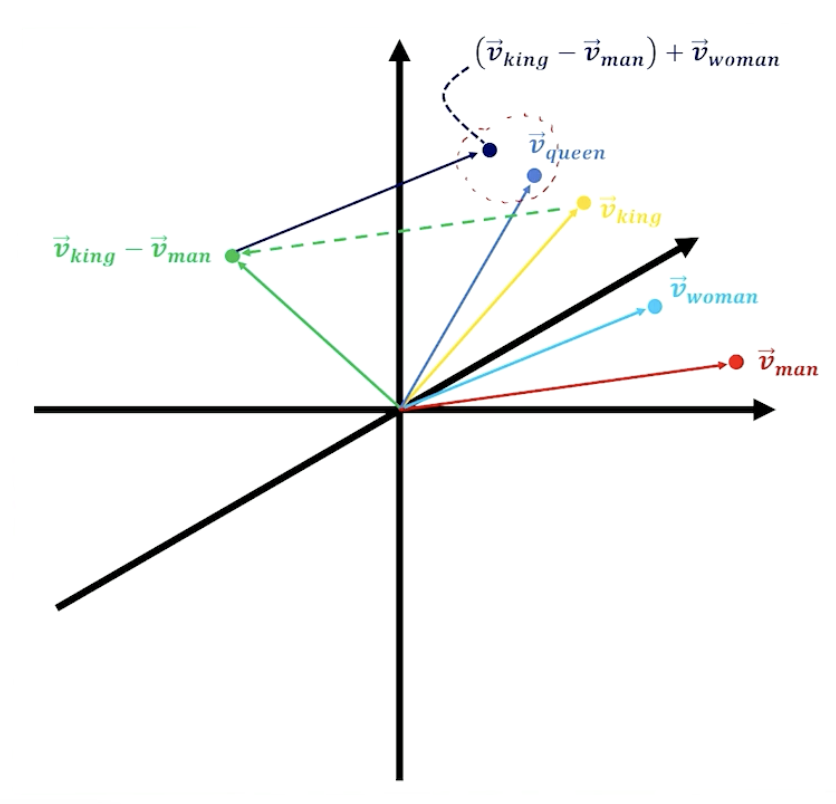 (v⃗king − v⃗man) + v⃗woman
v⃗queen
v⃗king
v⃗king − v⃗man
v⃗woman
v⃗man